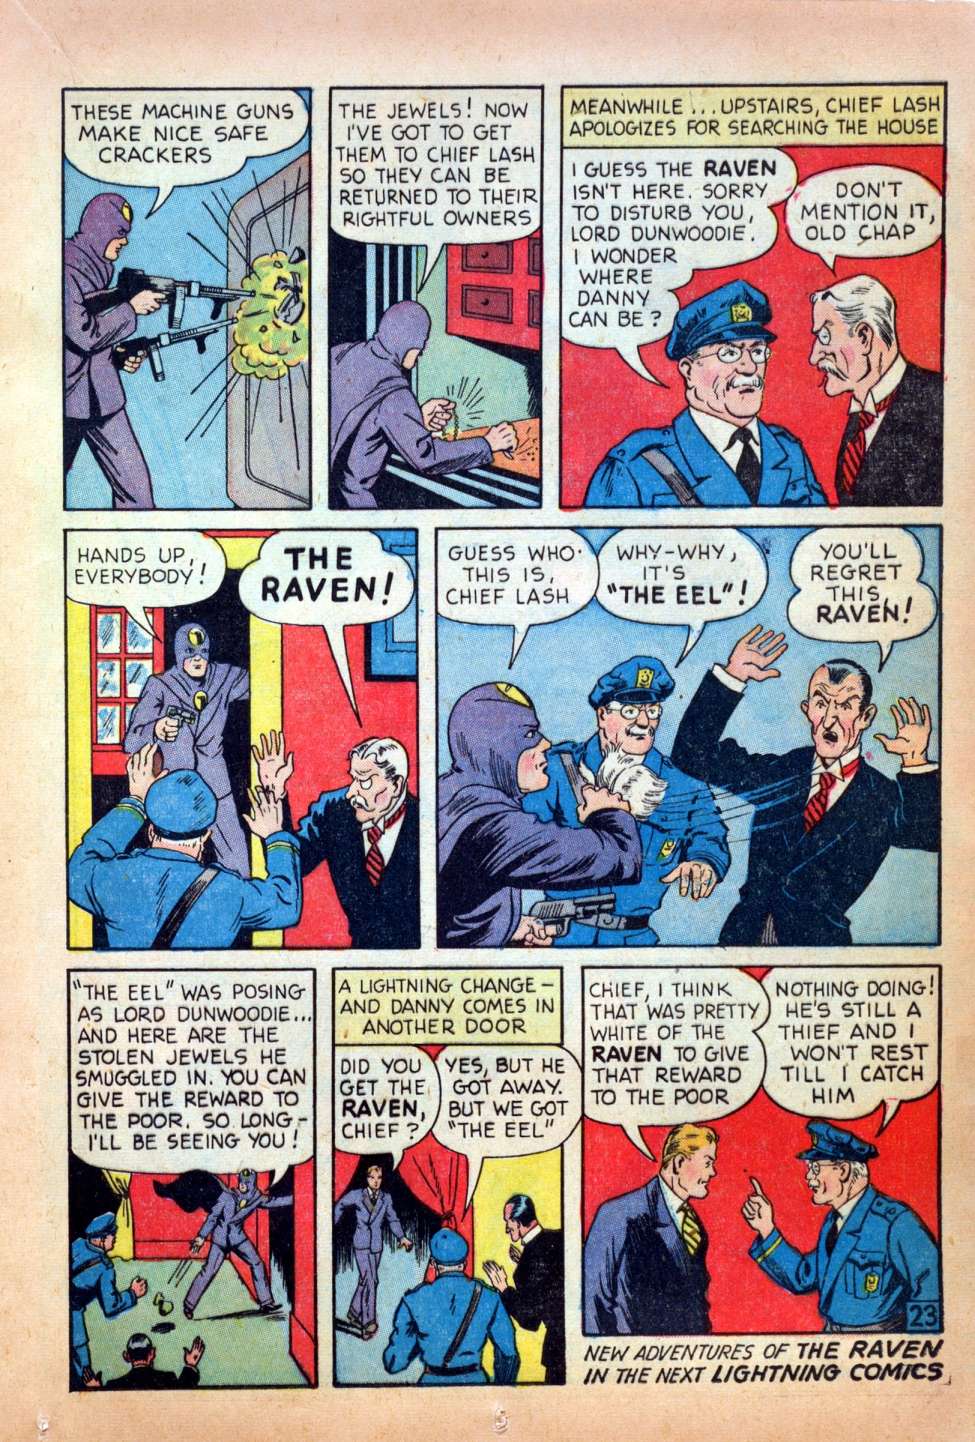 THESE MACHINE GUNS
MAKE NICE SAFE
CRACKERS
THE JEWELS! NOW
I'VE GOT TO GET
THEM TO CHIEF LASH
SO THEY CAN BE
RETURNED TO THEIR
RIGHTFUL OWNERS
MEANWHILE... UPSTAIRS, CHIEF LASH
APOLOGIZES FOR SEARCHING THE HOUSE
I GUESS THE RAVEN
ISN'T HERE. SORRY
TO DISTURB YOU,
LORD DUNWOODIE.
I WONDER
WHERE
DANNY
CAN BE?
DON'T
MENTION IT,
OLD CHAP
HANDS UP,
EVERYBODY!
THE
RAVEN!
GUESS WHO
THIS IS,
CHIEF LASH
WHY-WHY,
IT'S
"THE EEL"!
YOU'LL
REGRET
THIS,
RAVEN!
"THE EEL" WAS POSING
AS LORD DUNWOODIE...
AND HERE ARE THE
STOLEN JEWELS HE
SMUGGLED IN. YOU CAN
GIVE THE REWARD TO
THE POOR. SO LONG-
I'LL BE SEEING YOU!
A LIGHTNING CHANGE-
AND DANNY COMES IN
ANOTHER DOOR
DID YOU
GET THE
RAVEN,
CHIEF?
YES, BUT HE
GOT AWAY.
BUT WE GOT
"THE EEL"
CHIEF, I THINK
THAT WAS PRETTY
WHITE OF THE
RAVEN TO GIVE
THAT REWARD
TO THE POOR
NOTHING DOING!
HE'S STILL A
THIEF AND I
WON'T REST
TILL I CATCH
HIM
23
NEW ADVENTURES OF THE RAVEN
IN THE NEXT LIGHTNING COMICS